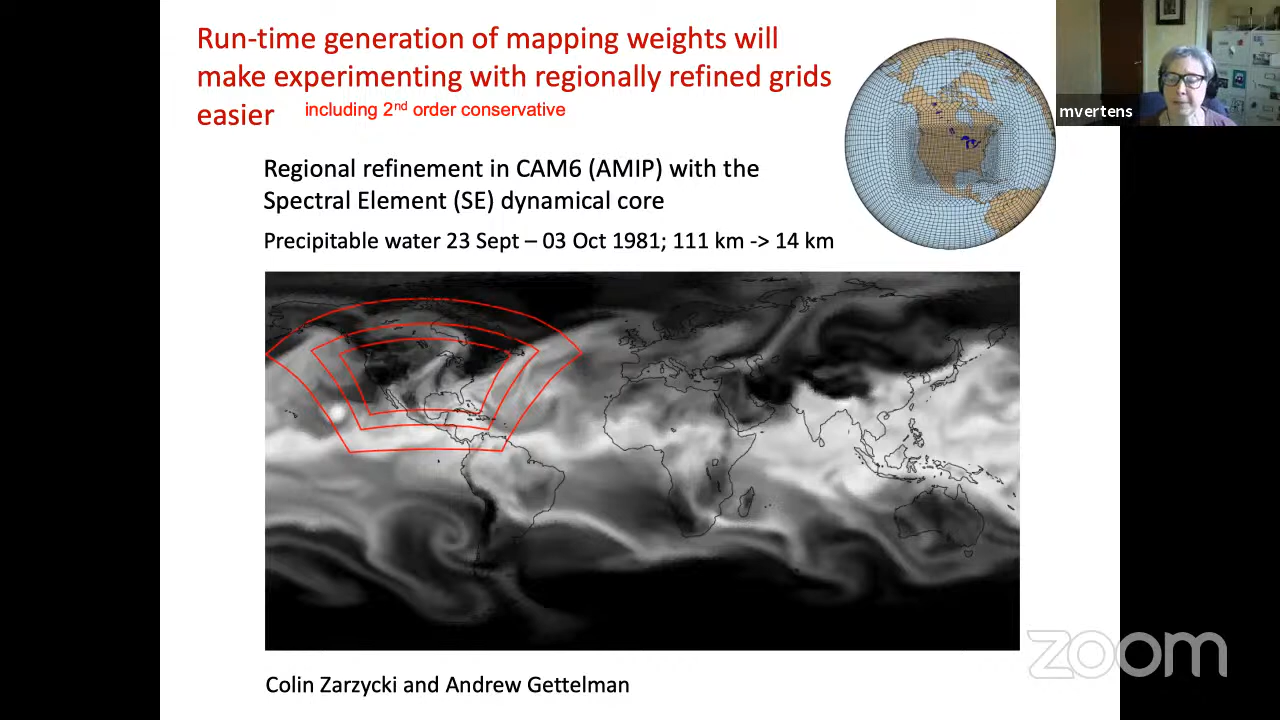 Run-time generation of mapping weights will
make experimenting with regionally refined grids
easier including 2nd order conservative
mvertens
Regional refinement in CAM6 (AMIP) with the
Spectral Element (SE) dynamical core
Precipitable water 23 Sept – 03 Oct 1981; 111 km -> 14 km
zoom
Colin Zarzycki and Andrew Gettelman